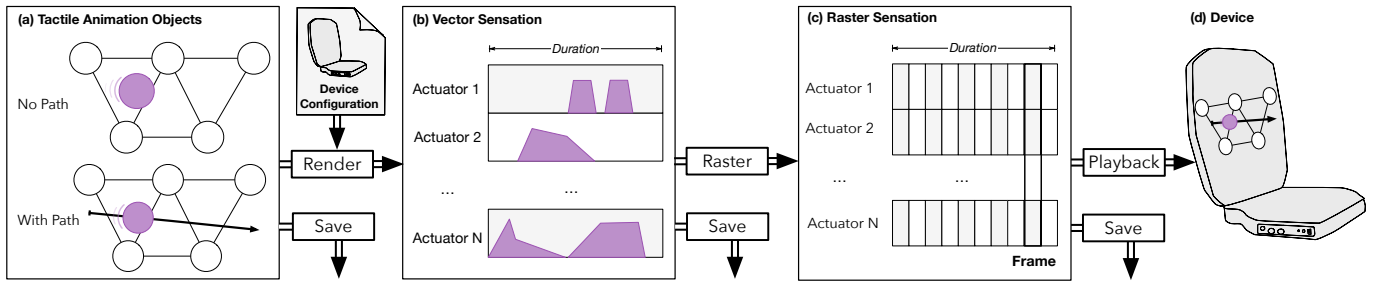 (a) Tactile Animation Objects
No Path
With Path
Device
Configuration
Render
Save
(b) Vector Sensation
Duration
Actuator 1
Actuator 2
...
...
Actuator N
Raster
Save
(c) Raster Sensation
Duration
Actuator 1
Actuator 2
...
...
Actuator N
Frame
Playback
Save
(d) Device